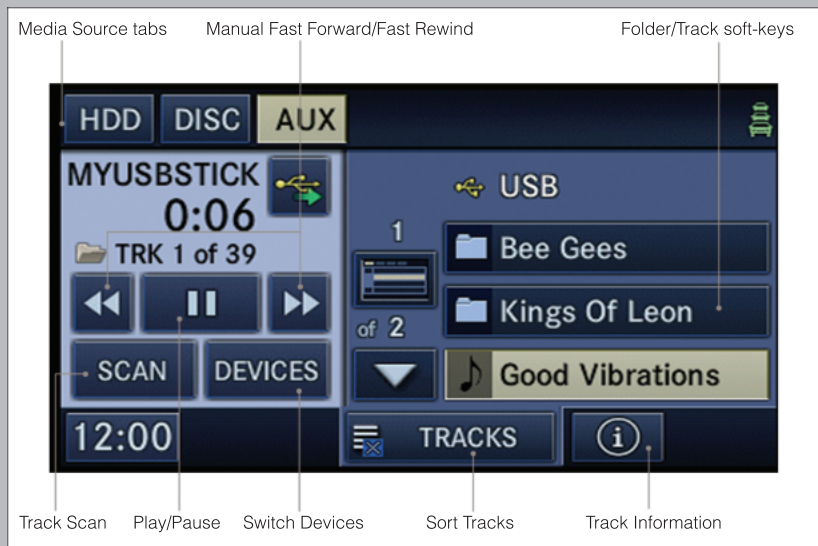 Media Source tabs
Manual Fast Forward/Fast Rewind
Folder/Track soft-keys
HDD
DISC
AUX
MYUSBSTICK
0:06
TRK 1 of 39
USB
1
of 2
Bee Gees
Kings Of Leon
Good Vibrations
SCAN
DEVICES
12:00
TRACKS
i
Track Scan
Play/Pause
Switch Devices
Sort Tracks
Track Information